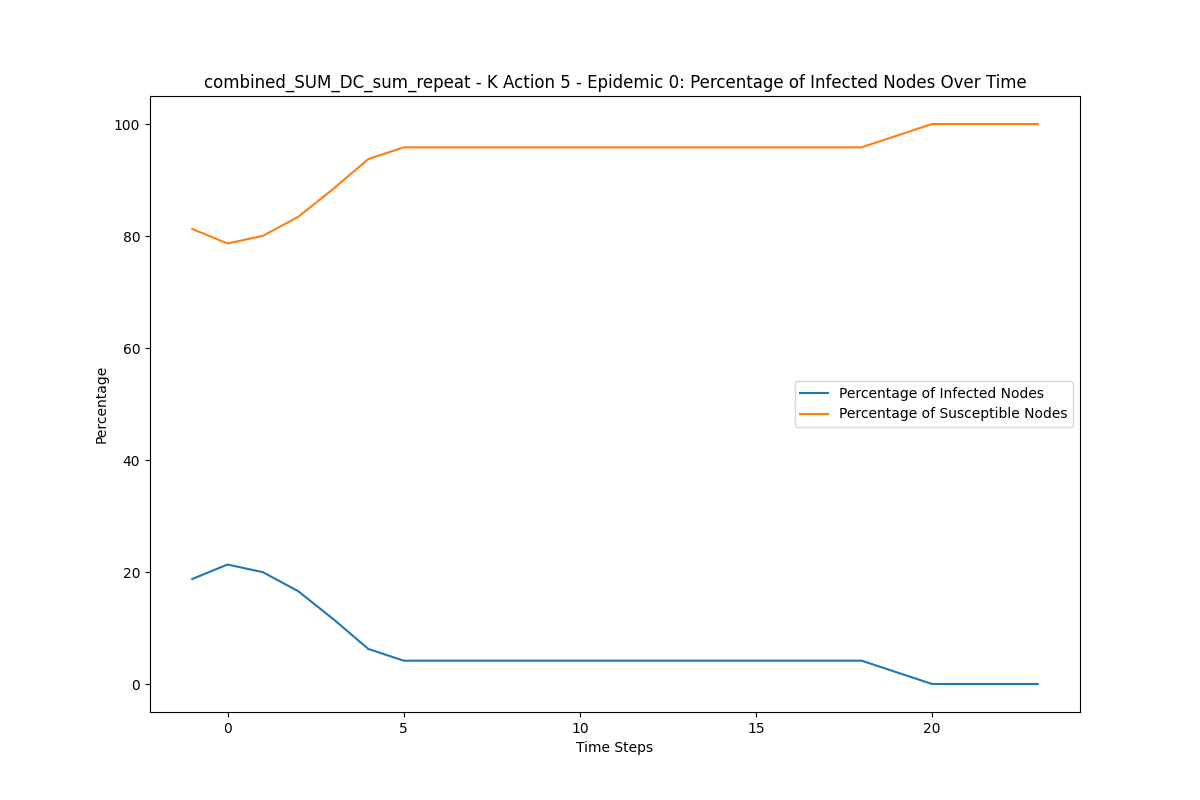 combined_SUM_DC_sum_repeat - K Action 5 - Epidemic 0: Percentage of Infected Nodes Over Time
100
80
60
40
20
0
Percentage
Percentage of Infected Nodes
Percentage of Susceptible Nodes
0 5 10 15 20
Time Steps